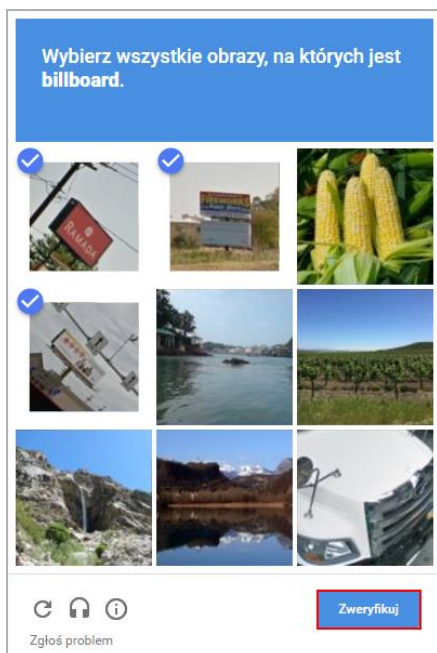 Wybierz wszystkie obrazy, na których jest
billboard.
RAMADA
FIREWORKS
Zweryfikuj
Zgłoś problem